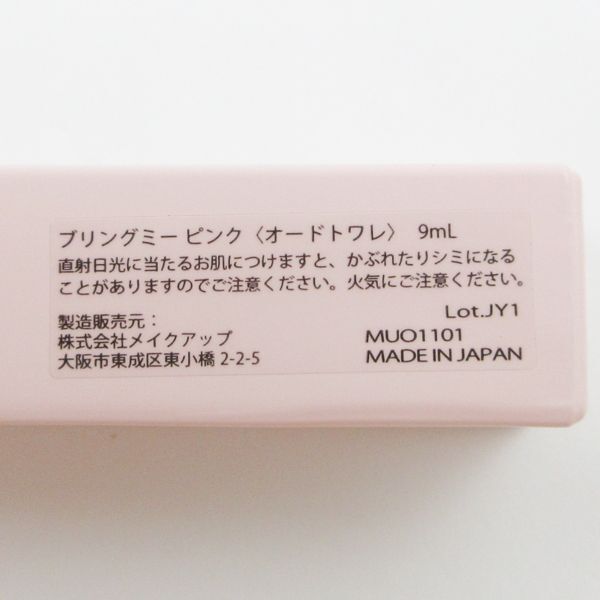 ブリングミー ピンク〈オードトワレ〉 9mL
直射日光に当たるお肌につけますと、かぶれたりシミになる
ことがありますのでご注意ください。火気にご注意ください。
Lot.JY1
製造販売元：
株式会社メイクアップ
MUO1101
大阪市東成区東小橋 2-2-5
MADE IN JAPAN